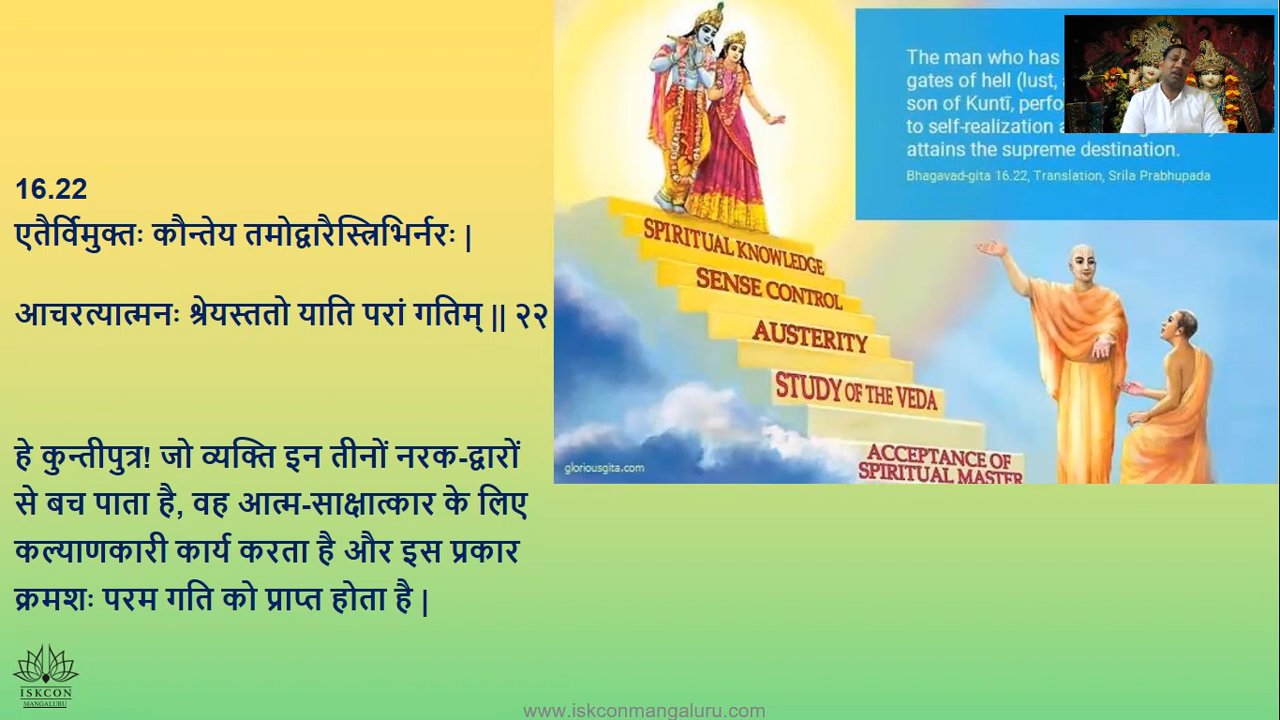 16.22
एतैर्विमुक्तः कौन्तेय तमोद्वारैस्त्रिभिर्नरः |
आचरत्यात्मनः श्रेयस्ततो याति परां गतिम् || २२
हे कुन्तीपुत्र! जो व्यक्ति इन तीनों नरक-द्वारों
से बच पाता है, वह आत्म-साक्षात्कार के लिए
कल्याणकारी कार्य करता है और इस प्रकार
क्रमशः परम गति को प्राप्त होता है |
The man who has
gates of hell (lust,
son of Kuntī, perfo
to self-realization
attains the supreme destination.
Bhagavad-gita 16.22, Translation, Srila Prabhupada
SPIRITUAL KNOWLEDGE
SENSE CONTROL
AUSTERITY
STUDY OF THE VEDA
ACCEPTANCE OF
SPIRITUAL MASTER
gloriousgita.com
ISKCON
MANGALURU
www.iskconmangaluru.com